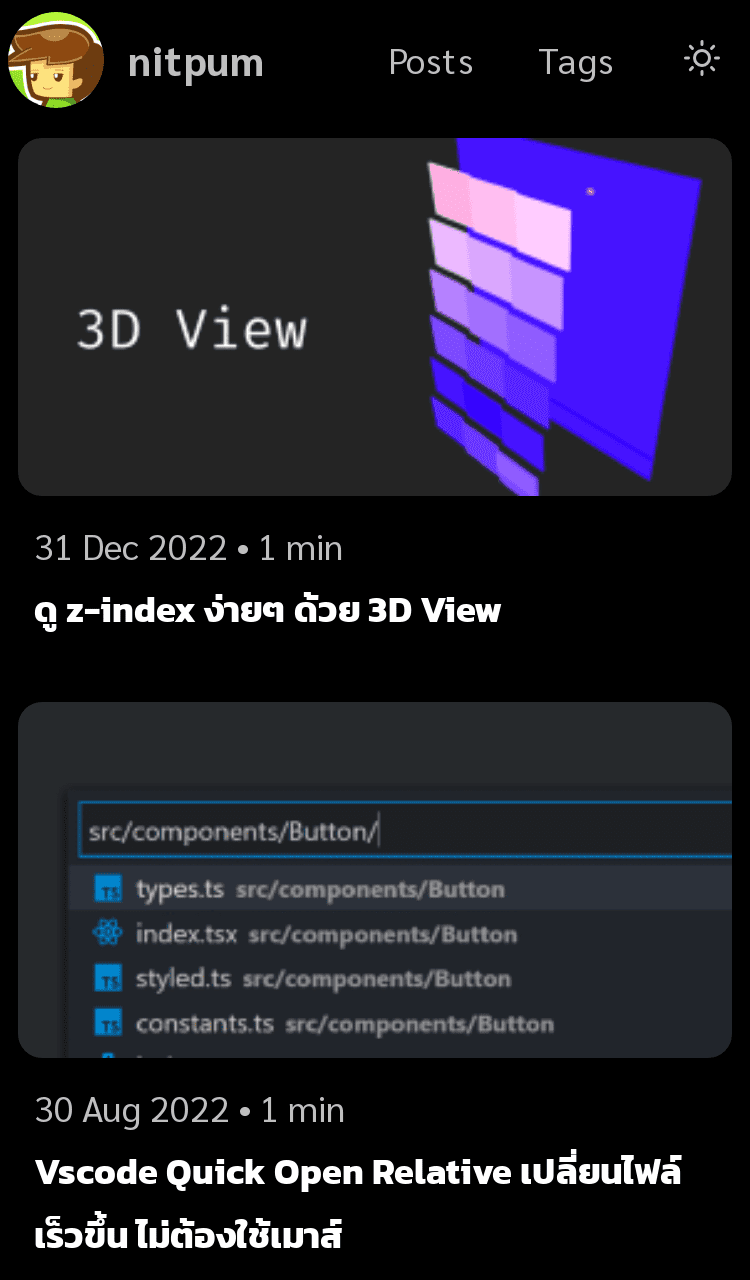 nitpum
Posts
Tags
3D View
31 Dec 2022 • 1 min
ดู z-index ง่ายๆ ด้วย 3D View
src/components/Button/
TS types.ts src/components/Button
index.tsx src/components/Button
TS styled.ts src/components/Button
TS constants.ts src/components/Button
30 Aug 2022 • 1 min
Vscode Quick Open Relative เปลี่ยนไฟล์
เร็วขึ้น ไม่ต้องใช้เมาส์